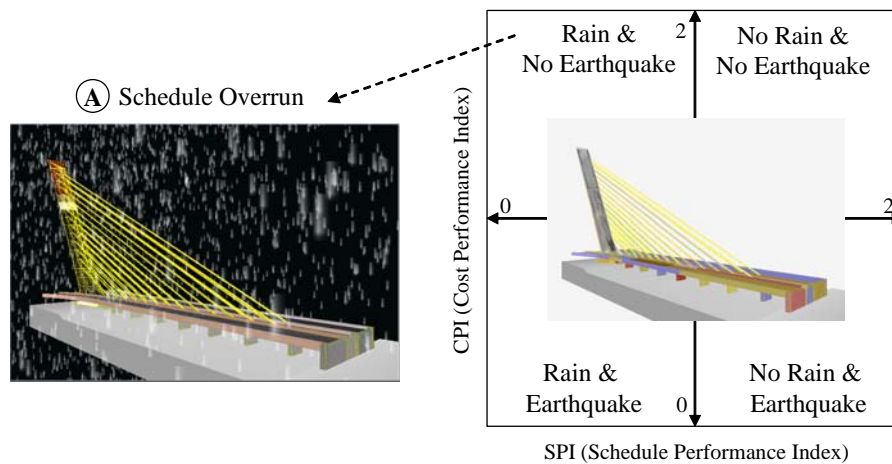 A Schedule Overrun
Rain &
No Earthquake
2
No Rain &
No Earthquake
0
2
CPI (Cost Performance Index)
Rain &
Earthquake
0
No Rain &
Earthquake
SPI (Schedule Performance Index)